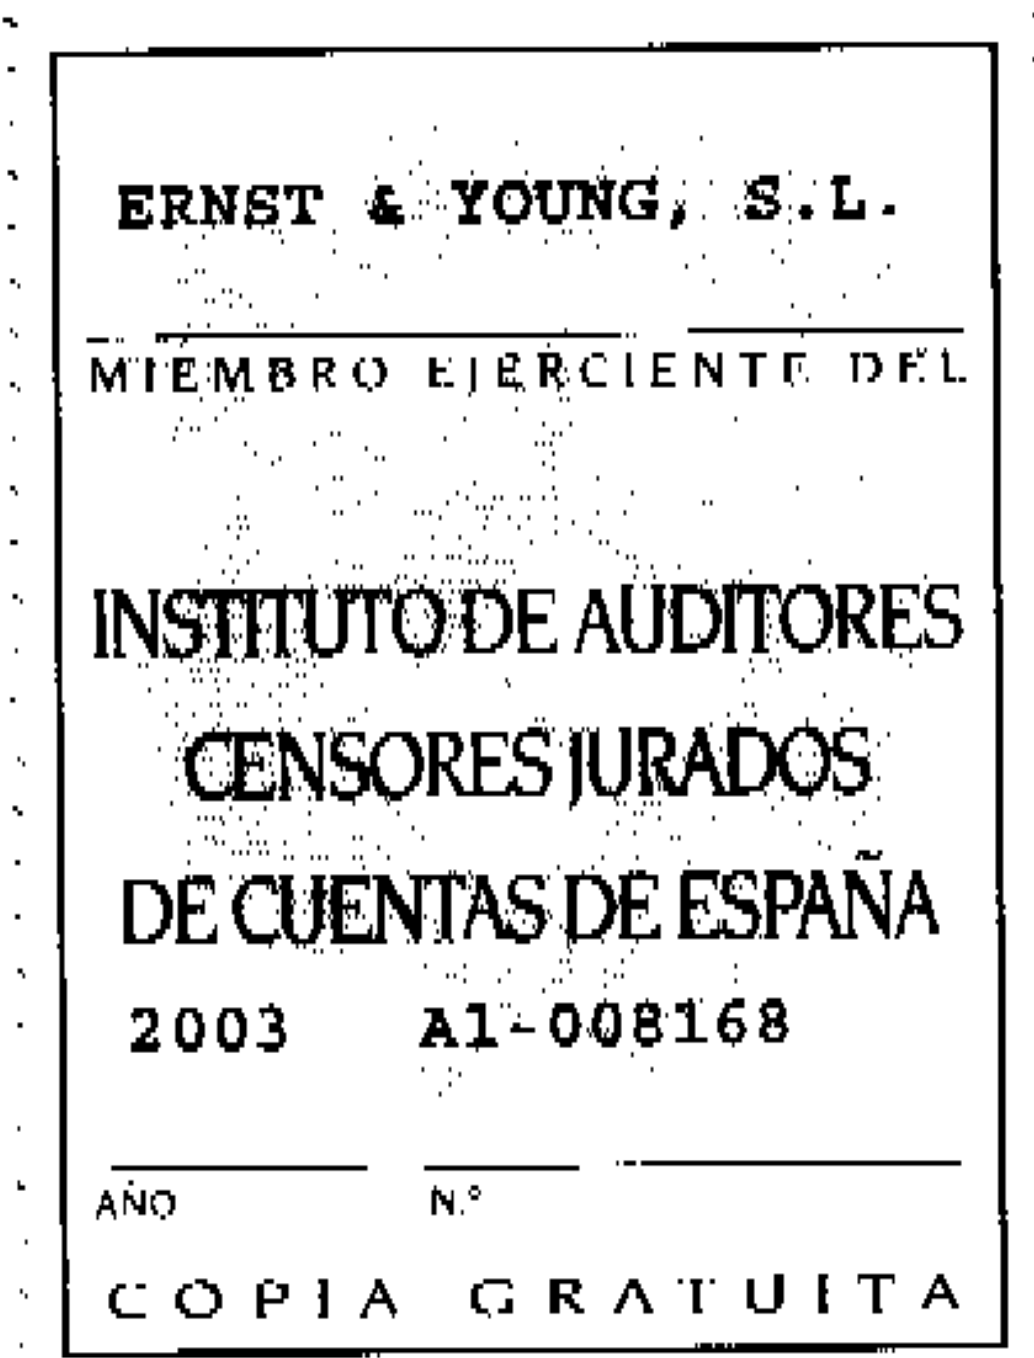 ERNST & YOUNG, S.L.
MIEMBRO EJERCIENTE DEL
INSTITUTO DE AUDITORES
CENSORES JURADOS
DE CUENTAS DE ESPAÑA
2003 A1-008168
AÑO N.º
COPIA GRATUITA